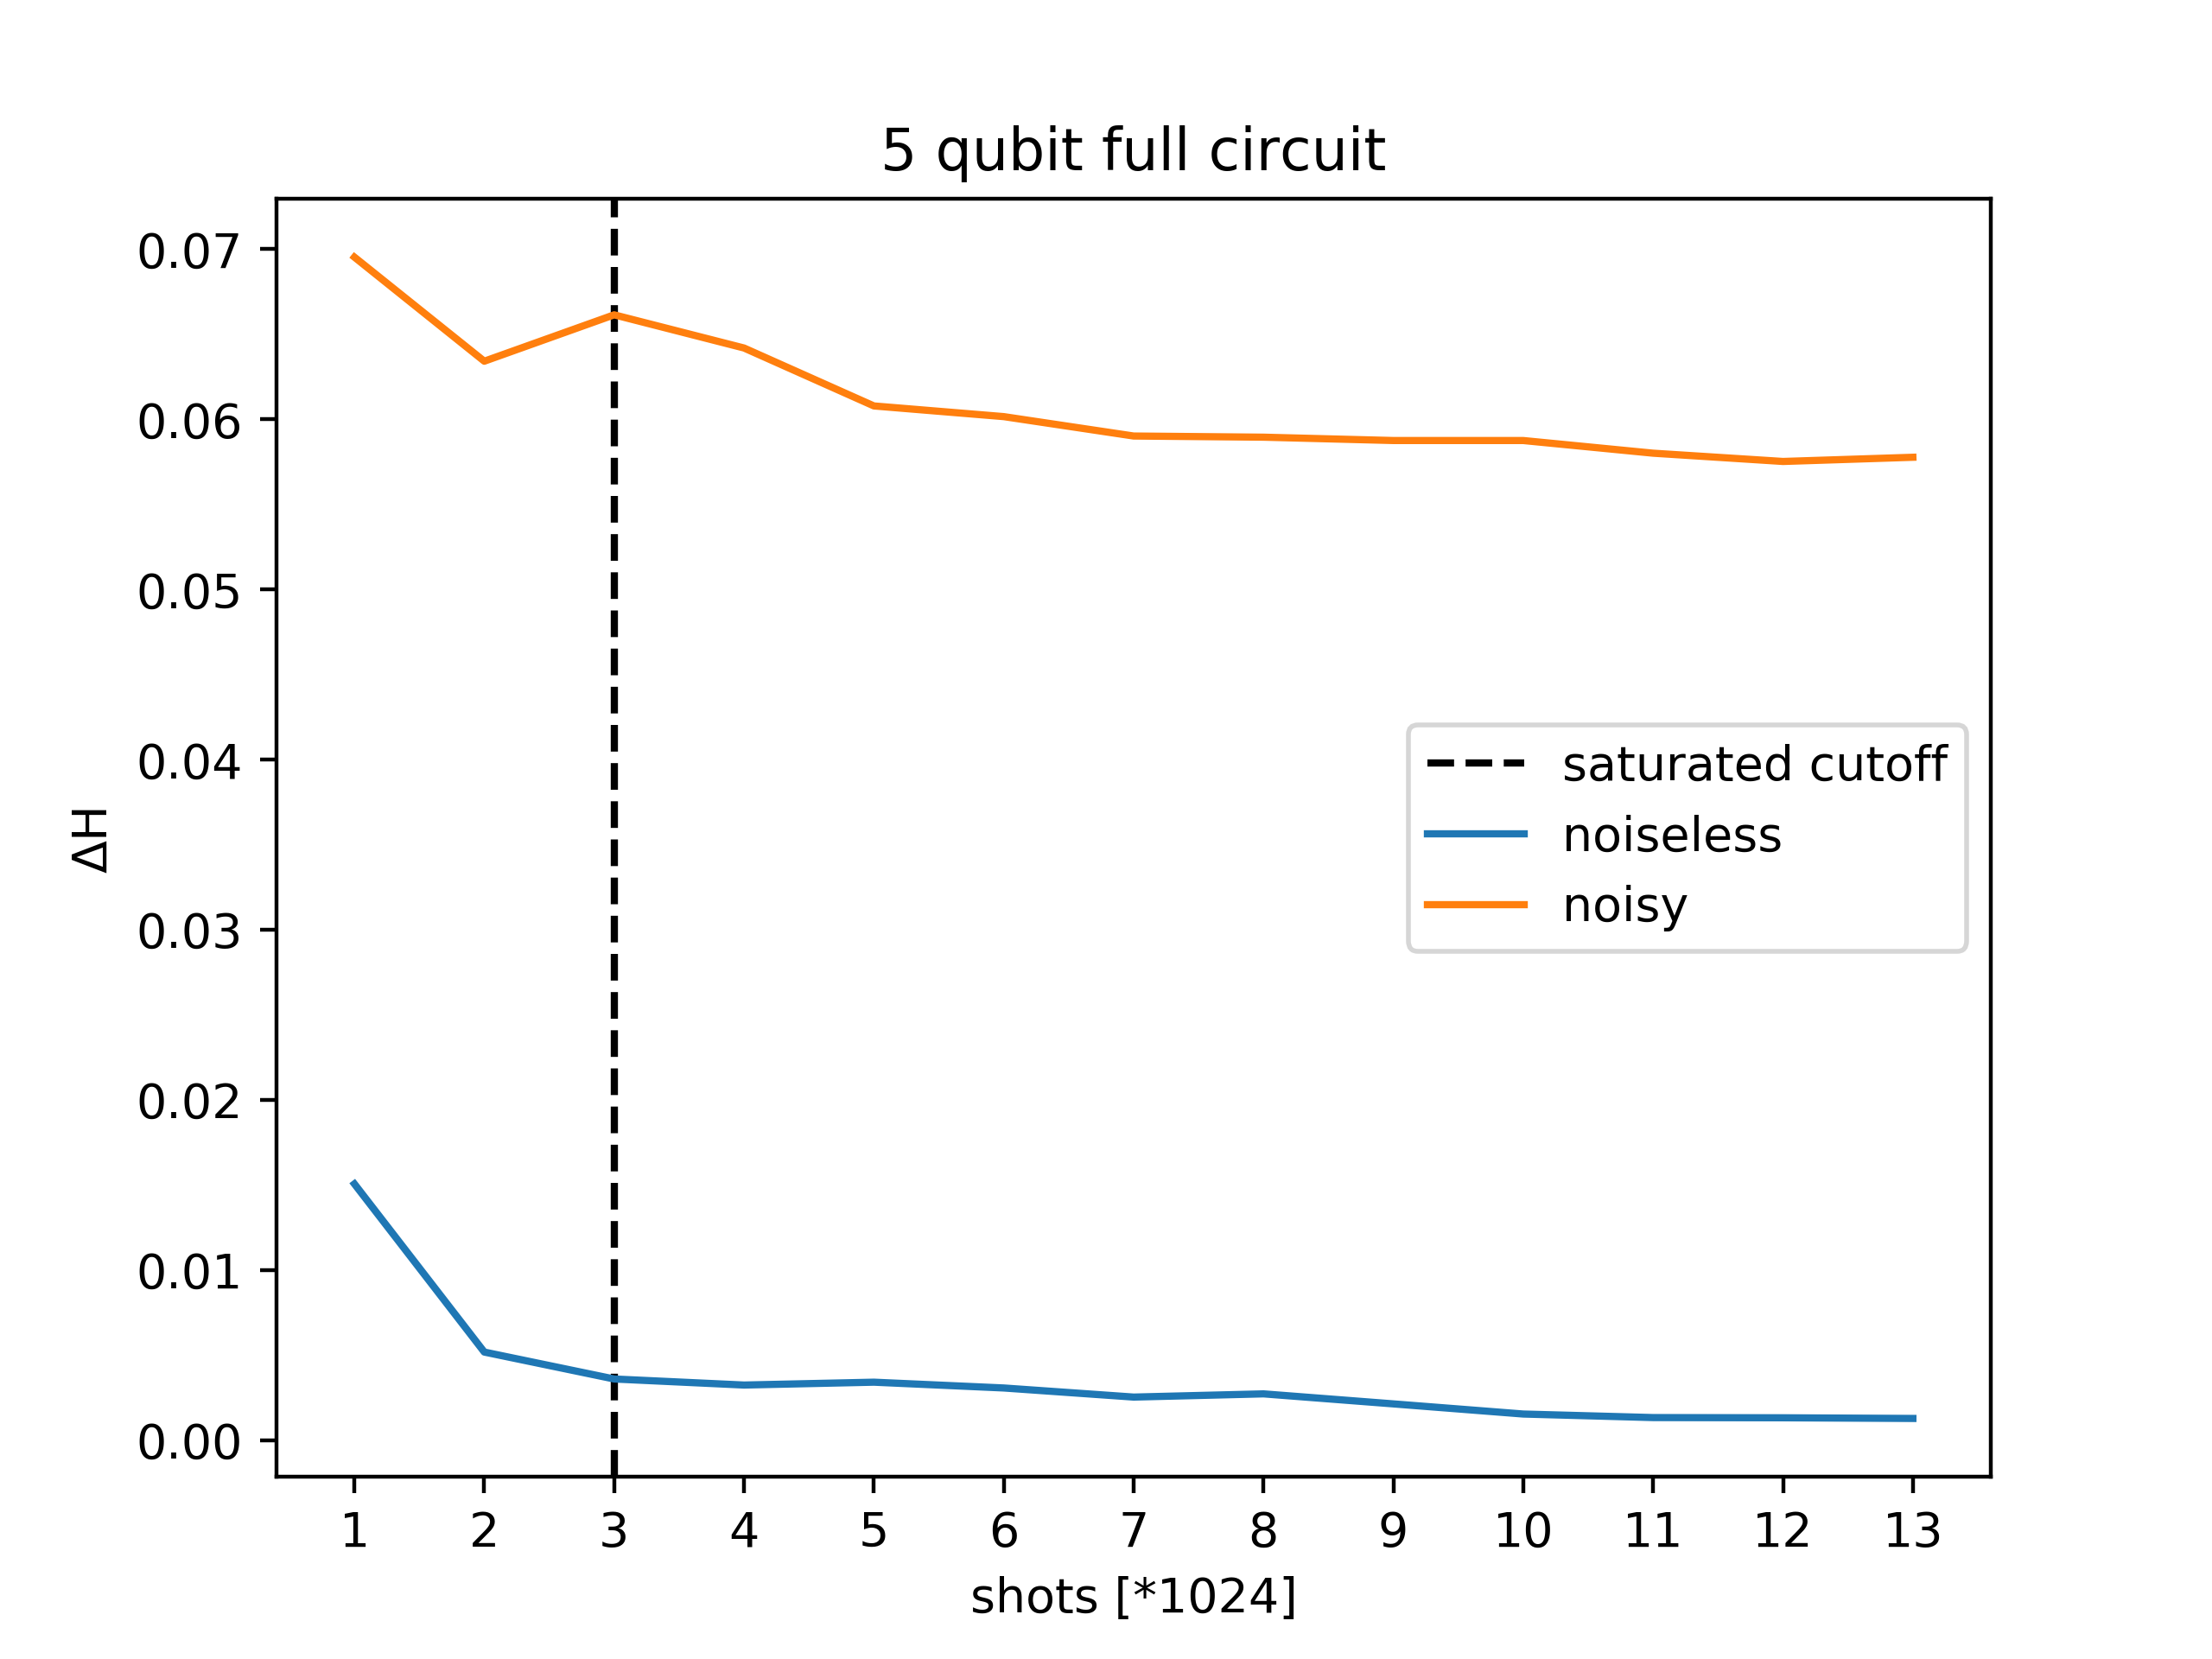 5 qubit full circuit
0.07
0.06
0.05
0.04
0.03
0.02
0.01
0.00
ΔH
saturated cutoff
noiseless
noisy
1 2 3 4 5 6 7 8 9 10 11 12 13
shots [*1024]